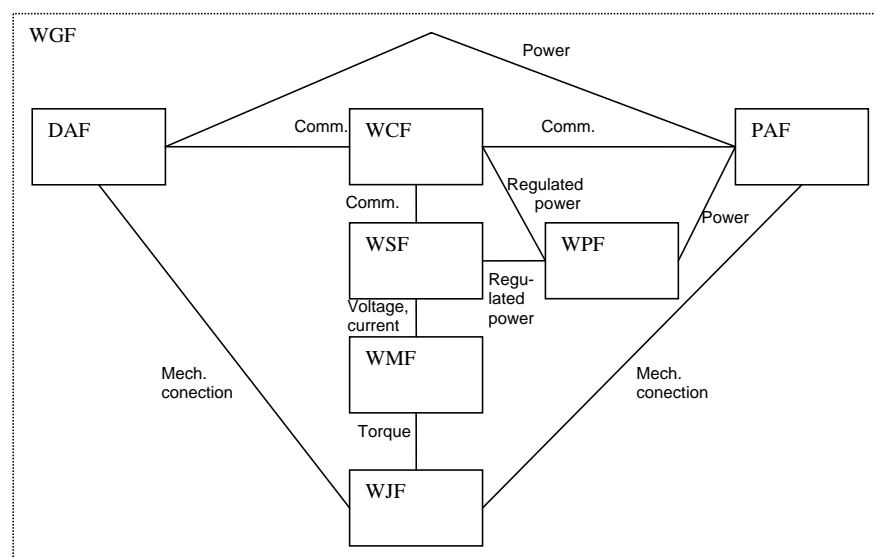 WGF
Power
DAF
Comm.
WCF
Comm.
PAF
Comm.
Regulated
power
Power
WSF
WPF
Regu-
lated
power
Voltage,
current
WMF
Mech.
conection
Mech.
conection
Torque
WJF